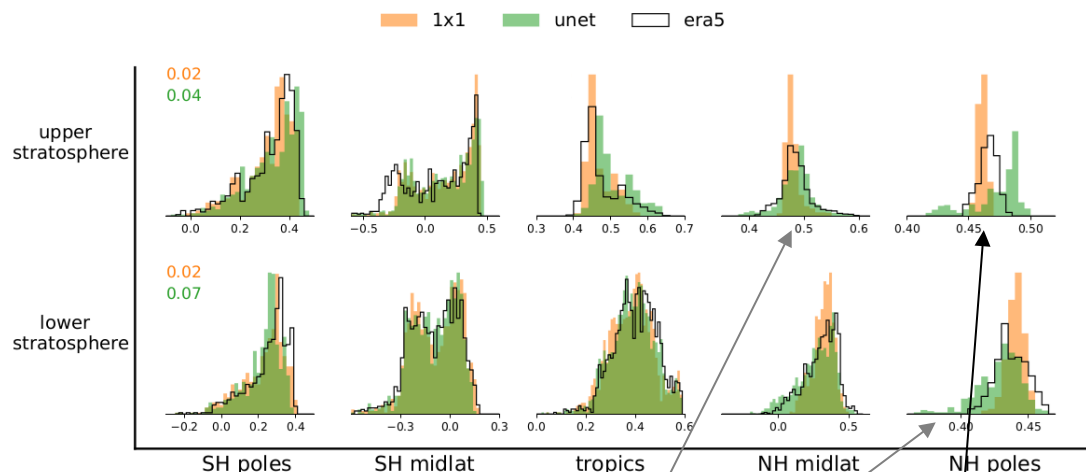 1x1 unet era5
0.02
0.04
upper
stratosphere
0.0 0.2 0.4
−0.5 0.0 0.5
0.3 0.4 0.5 0.6 0.7
0.4 0.5 0.6
0.40 0.45 0.50
0.02
0.07
lower
stratosphere
−0.2 0.0 0.2 0.4
−0.3 0.0 0.3
0.0 0.2 0.4 0.6
0.0 0.5
0.40 0.45
SH poles SH midlat tropics NH midlat NH poles